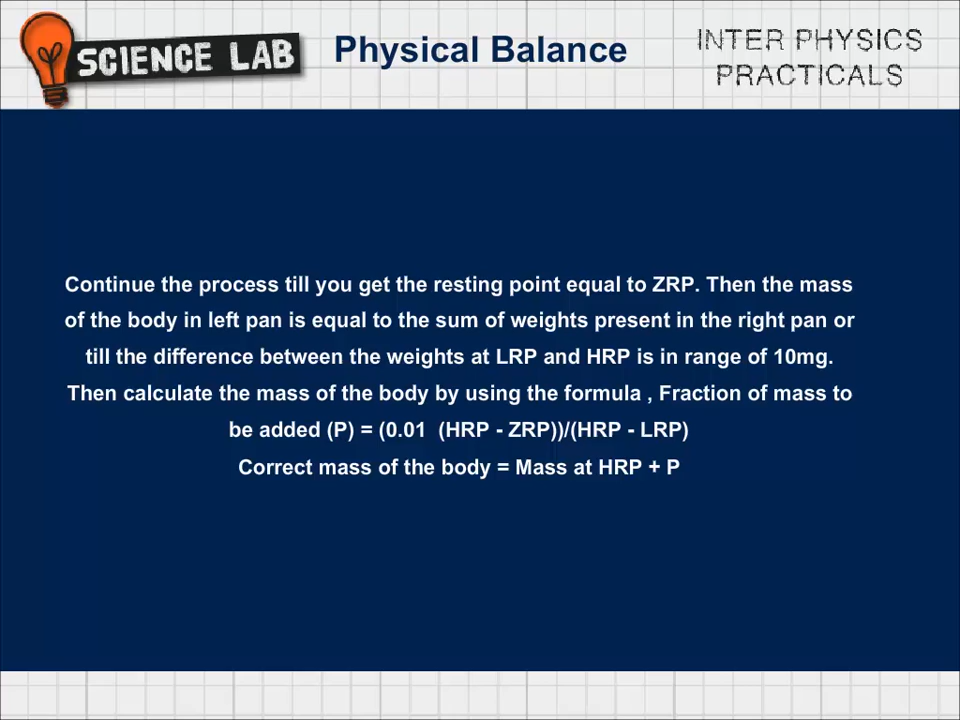 SCIENCE LAB
Physical Balance
INTER PHYSICS
PRACTICALS
Continue the process till you get the resting point equal to ZRP. Then the mass
of the body in left pan is equal to the sum of weights present in the right pan or
till the difference between the weights at LRP and HRP is in range of 10mg.
Then calculate the mass of the body by using the formula , Fraction of mass to
be added (P) = (0.01  (HRP - ZRP))/(HRP - LRP)
Correct mass of the body = Mass at HRP + P